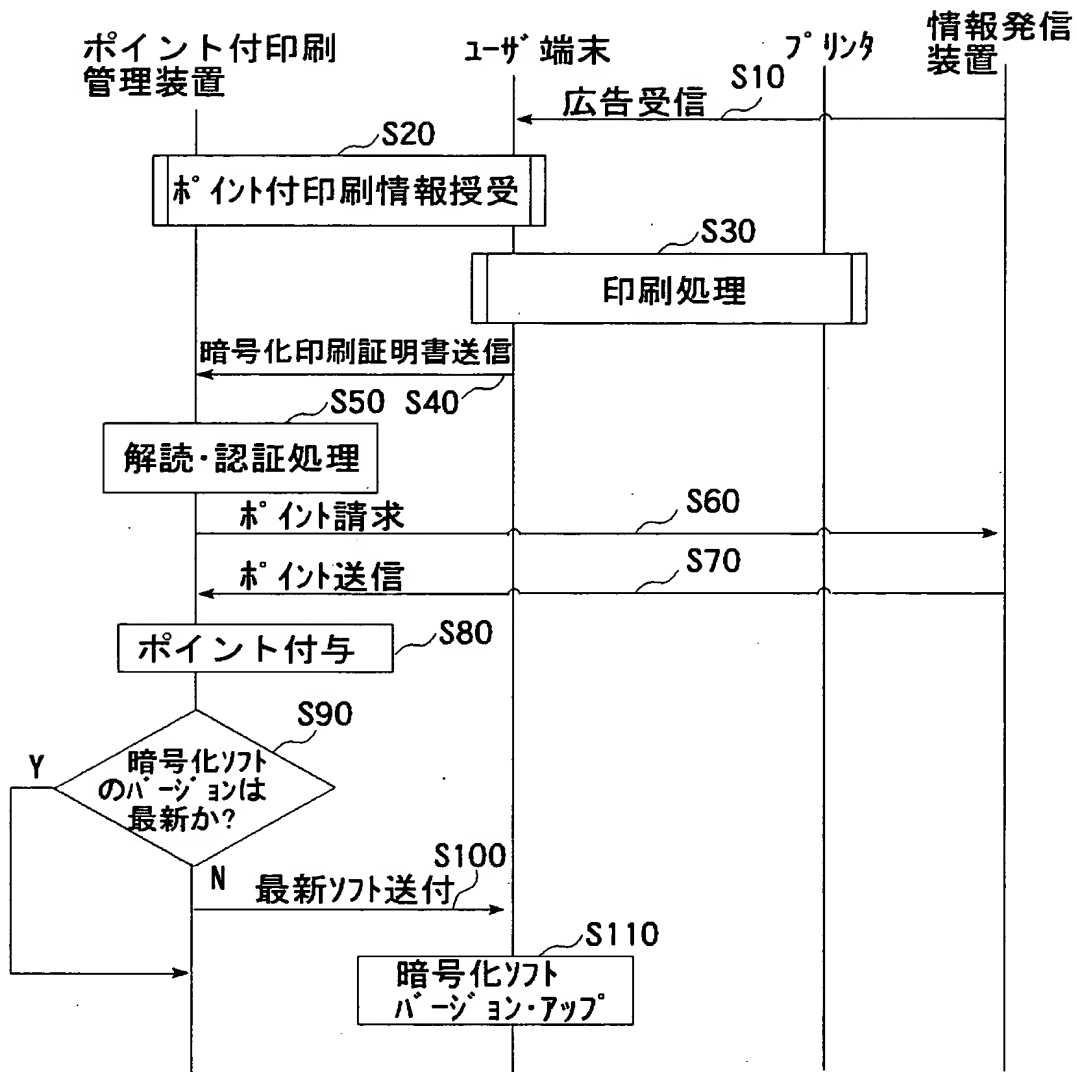 ポイント付印刷
管理装置
ユーザ端末
プリンタ
情報発信
装置
広告受信
S10
S20
ポイント付印刷情報授受
S30
印刷処理
暗号化印刷証明書送信
S40
S50
解読・認証処理
ポイント請求
S60
ポイント送信
S70
ポイント付与
S80
S90
暗号化ソフト
のバージョンは
最新か?
Y
N
最新ソフト送付
S100
S110
暗号化ソフト
バージョン・アップ